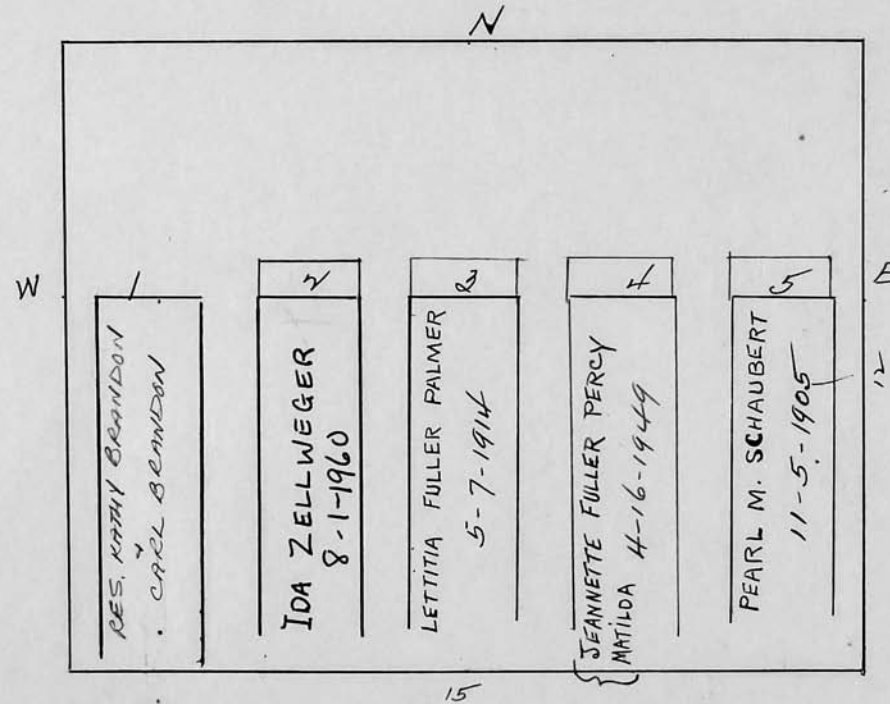 N
W
E
1
RES. KATHY BRANDON
+
. CARL BRANDON
2
IDA ZELLWEGER
8-1-1960
3
LETTITIA FULLER PALMER
5-7-1914
4
JEANNETTE FULLER PERCY
MATILDA 4-16-1949
5
PEARL M. SCHAUBERT
11-5-1905
12
15